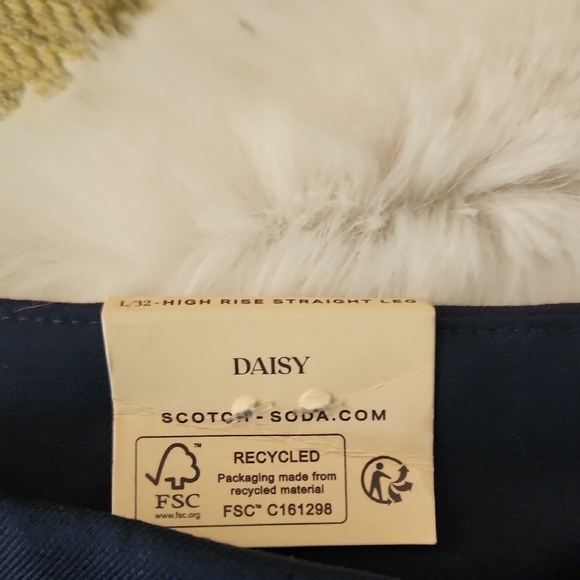 L/32 - HIGH RISE STRAIGHT LEG
DAISY
SCOTCH-SODA.COM
RECYCLED
Packaging made from
recycled material
FSC™ C161298
™
FSC
www.fsc.org